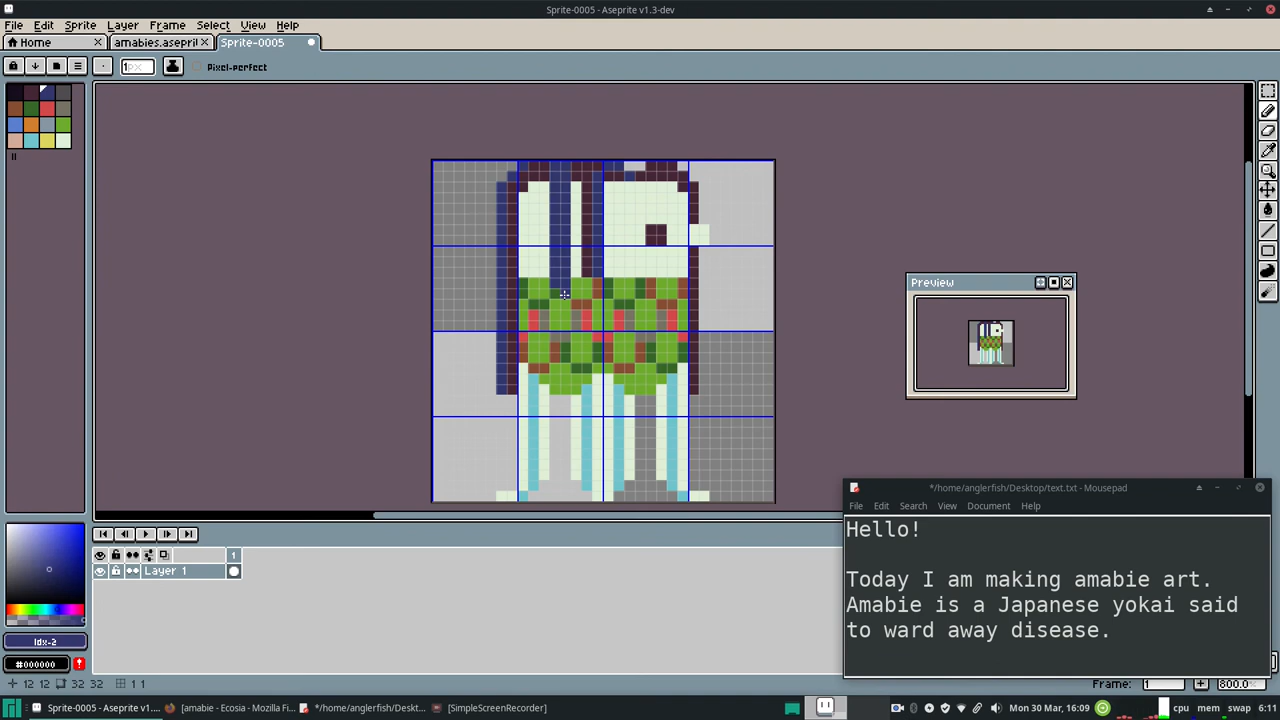 Sprite-0005 - Aseprite v1.3-dev
File Edit Sprite Layer Frame Select View Help
Home amabies.asepril Sprite-0005
1px Pixel-perfect
Preview
*/home/anglerfish/Desktop/text.txt - Mousepad
File Edit Search View Document Help
Hello!
Today I am making amabie art.
Amabie is a Japanese yokai said
to ward away disease.
1
Layer 1
Idx-2
#000000
12 12 32 32 1 1
Frame: 1 800.0%
Sprite-0005 - Aseprite v1.... [amabie - Ecosia - Mozilla Fi... */home/anglerfish/Deskt... [SimpleScreenRecorder] Mon 30 Mar, 16:09 cpu mem swap 6:11